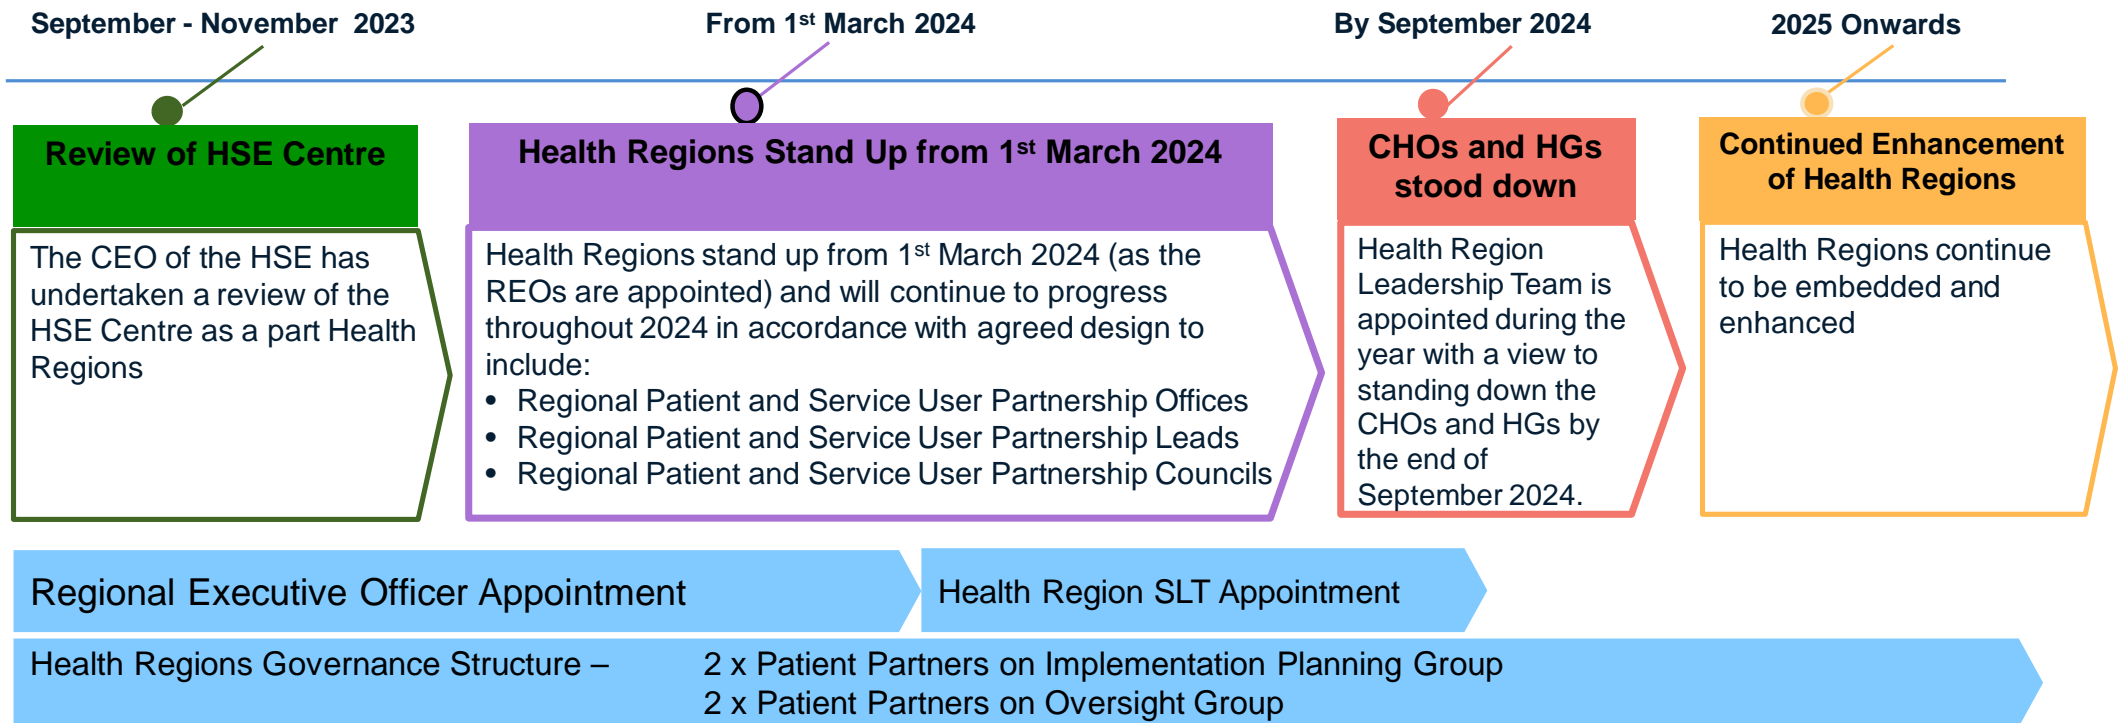 September - November 2023
From 1st March 2024
By September 2024
2025 Onwards
Review of HSE Centre
The CEO of the HSE has
undertaken a review of the
HSE Centre as a part Health
Regions
Health Regions Stand Up from 1st March 2024
Health Regions stand up from 1st March 2024 (as the
REOs are appointed) and will continue to progress
throughout 2024 in accordance with agreed design to
include:
• Regional Patient and Service User Partnership Offices
• Regional Patient and Service User Partnership Leads
• Regional Patient and Service User Partnership Councils
CHOs and HGs
stood down
Health Region
Leadership Team is
appointed during the
year with a view to
standing down the
CHOs and HGs by
the end of
September 2024.
Continued Enhancement
of Health Regions
Health Regions continue
to be embedded and
enhanced
Regional Executive Officer Appointment
Health Region SLT Appointment
Health Regions Governance Structure – 2 x Patient Partners on Implementation Planning Group
2 x Patient Partners on Oversight Group